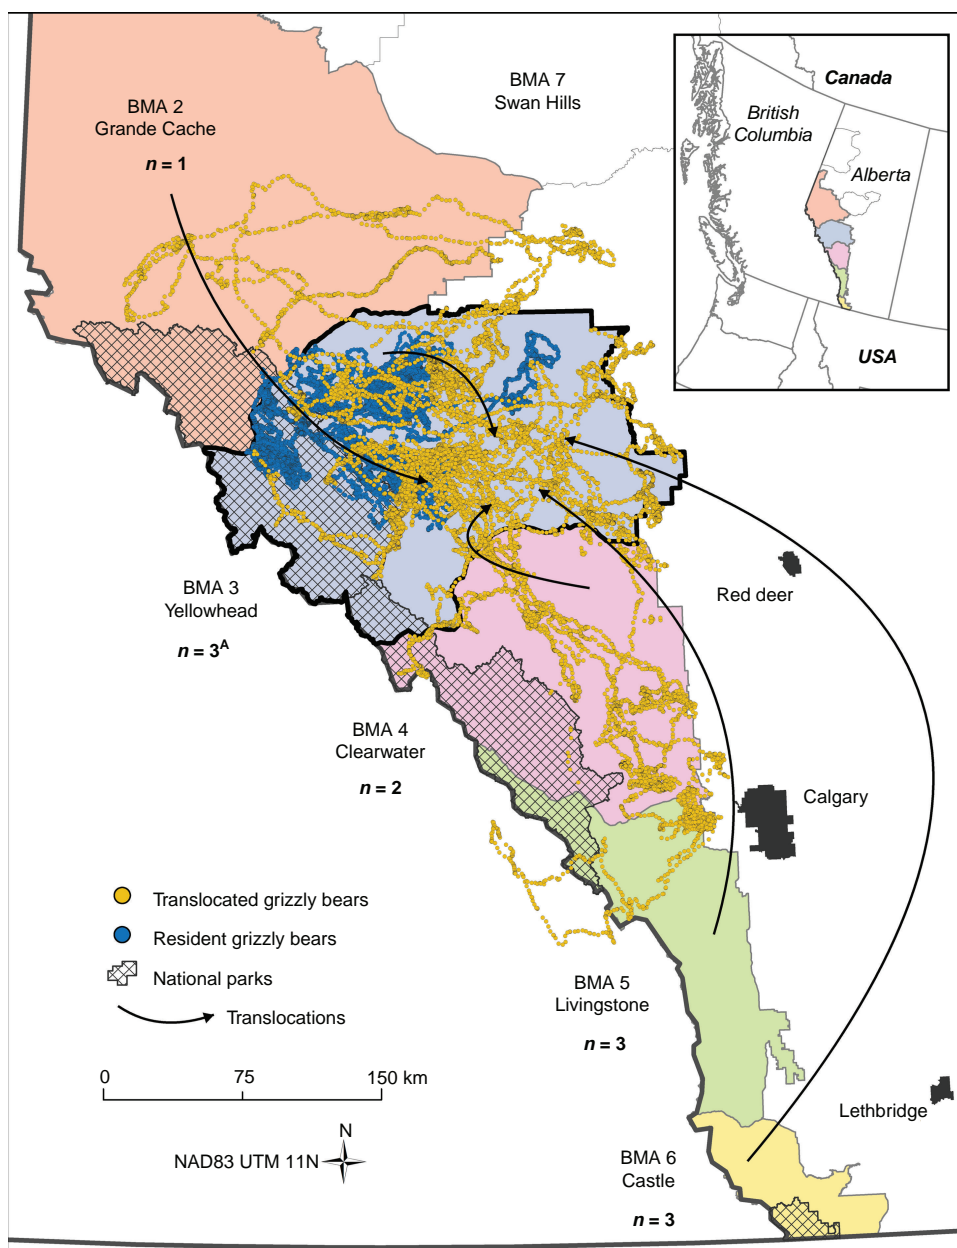 BMA 2
Grande Cache
n = 1
BMA 7
Swan Hills
Canada
British
Columbia
Alberta
USA
BMA 3
Yellowhead
n = 3A
Red deer
BMA 4
Clearwater
n = 2
Calgary
Translocated grizzly bears
Resident grizzly bears
National parks
Translocations
BMA 5
Livingstone
n = 3
0 75 150 km
Lethbridge
N
NAD83 UTM 11N
BMA 6
Castle
n = 3